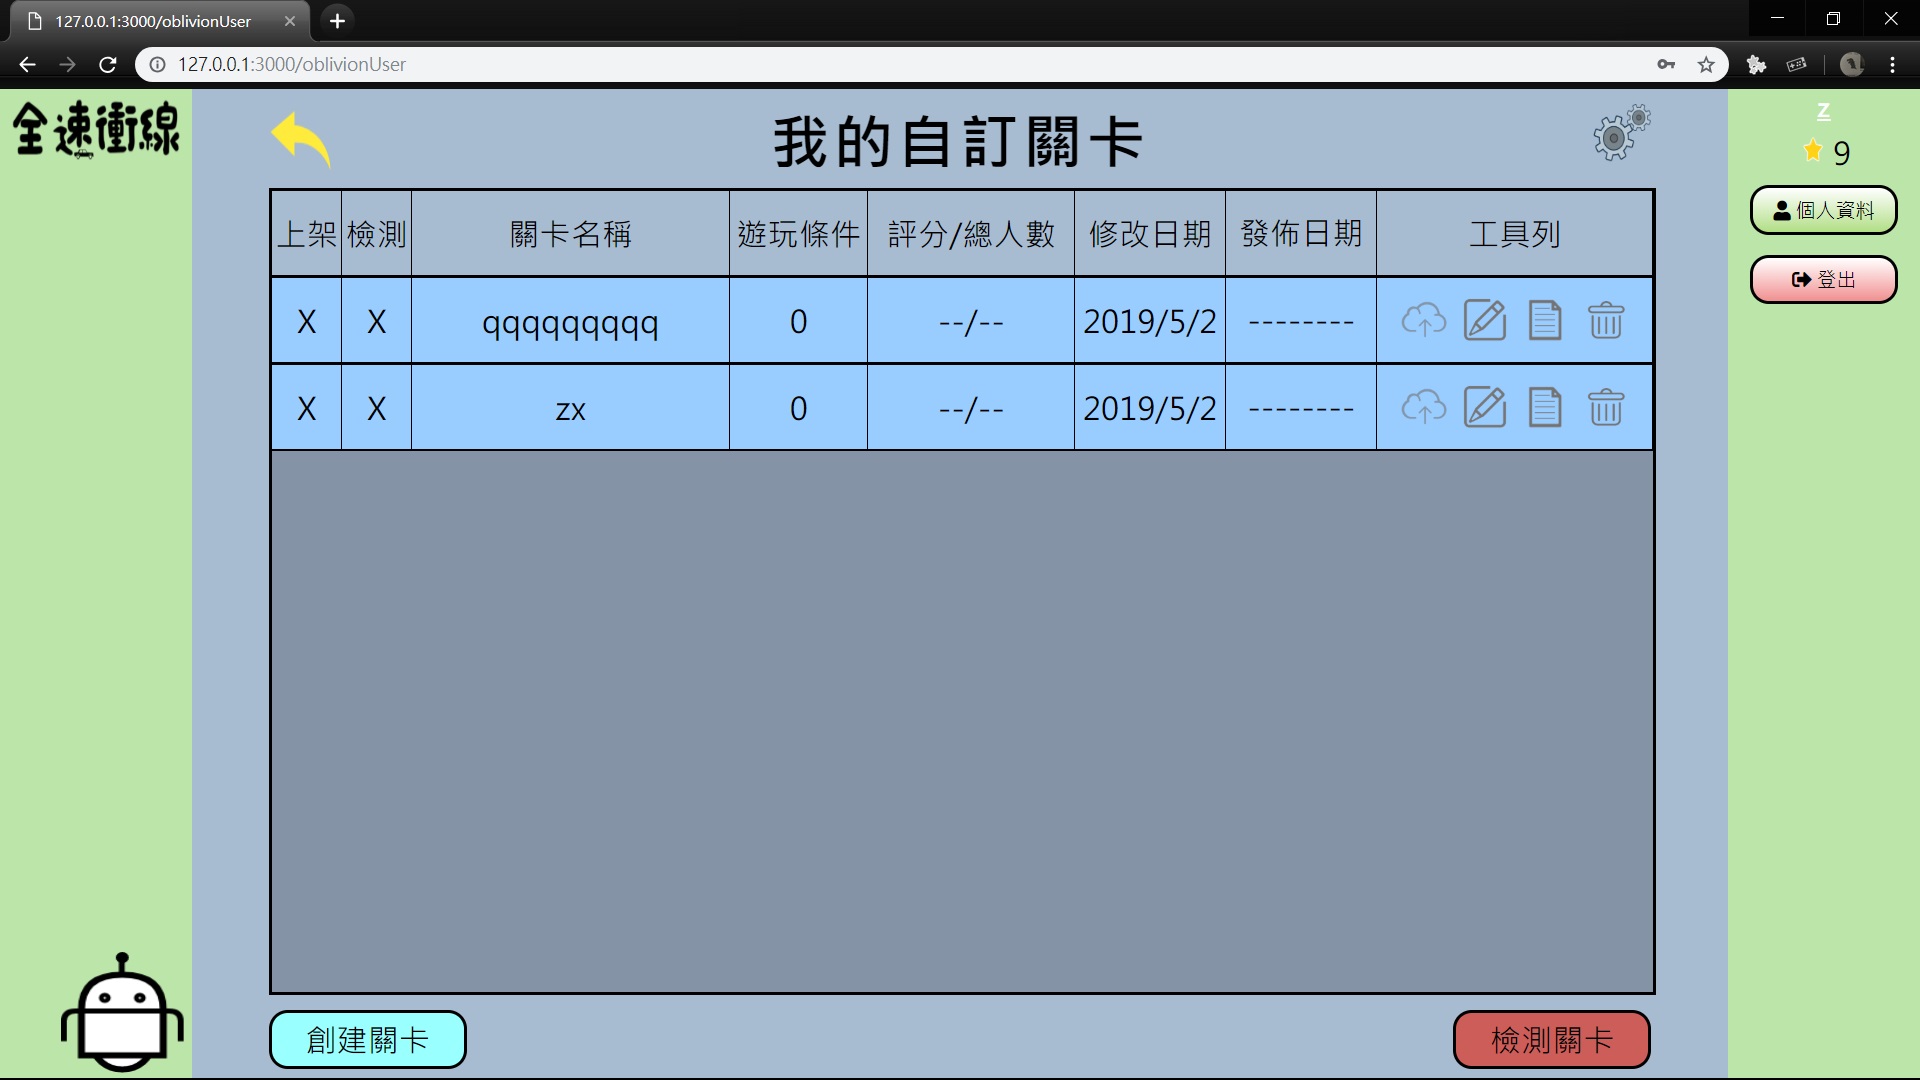 127.0.0.1:3000/oblivionUser
127.0.0.1:3000/oblivionUser
全速衝線
我的自訂關卡
z
9
個人資料
登出
上架 檢測 關卡名稱 遊玩條件 評分/總人數 修改日期 發佈日期 工具列
X X qqqqqqqqq 0 --/-- 2019/5/2 --------
X X zx 0 --/-- 2019/5/2 --------
創建關卡 檢測關卡